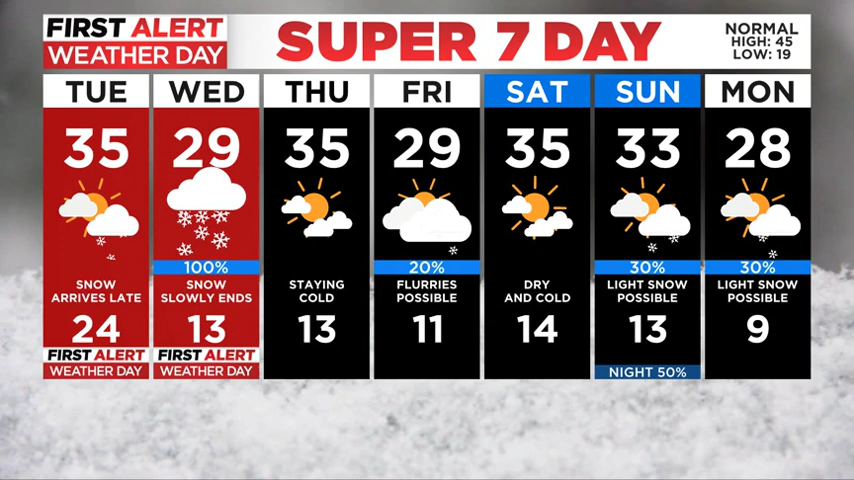 FIRST ALERT
WEATHER DAY
SUPER 7 DAY
NORMAL
HIGH: 45
LOW: 19
TUE
35
SNOW
ARRIVES LATE
24
FIRST ALERT
WEATHER DAY
WED
29
100%
SNOW
SLOWLY ENDS
13
FIRST ALERT
WEATHER DAY
THU
35
STAYING
COLD
13
FRI
29
20%
FLURRIES
POSSIBLE
11
SAT
35
DRY
AND COLD
14
SUN
33
30%
LIGHT SNOW
POSSIBLE
13
NIGHT 50%
MON
28
30%
LIGHT SNOW
POSSIBLE
9